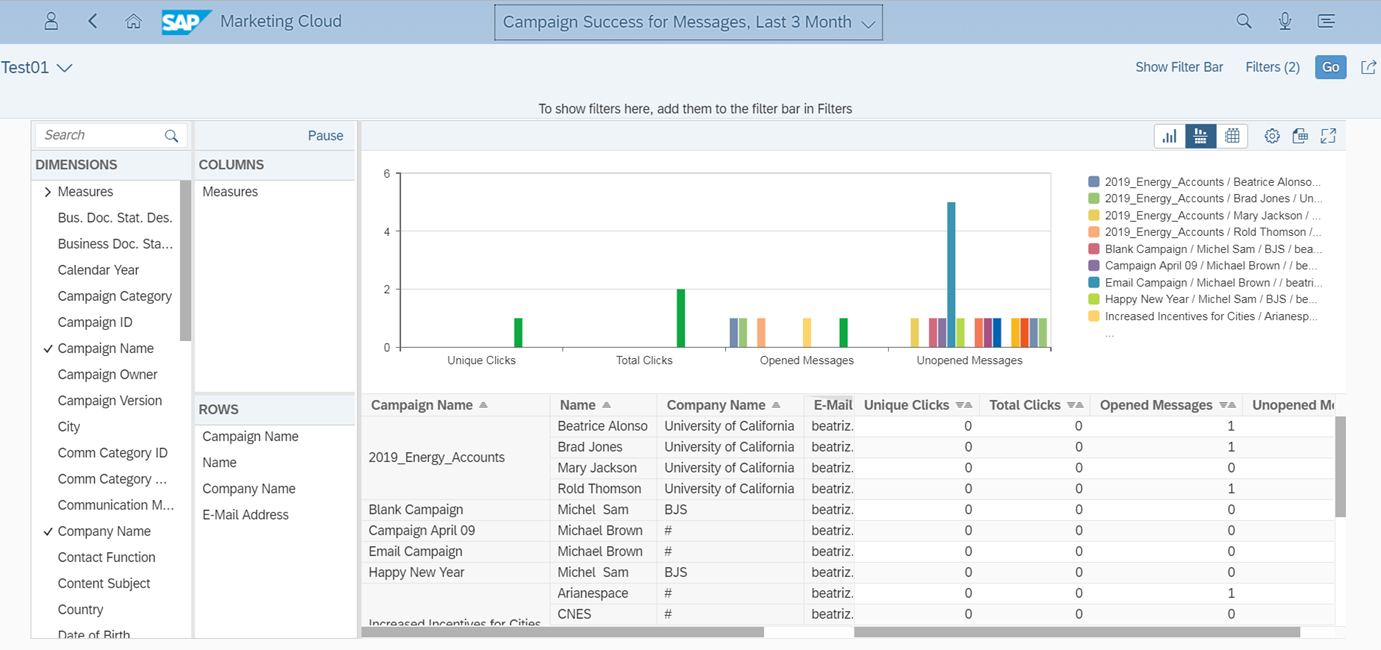 SAP Marketing Cloud
Campaign Success for Messages, Last 3 Month
Test01
Show Filter Bar Filters (2) Go
To show filters here, add them to the filter bar in Filters
Search
DIMENSIONS
Measures
Bus. Doc. Stat. Des.
Business Doc. Sta...
Calendar Year
Campaign Category
Campaign ID
Campaign Name
Campaign Owner
Campaign Version
City
Comm Category ID
Comm Category ...
Communication M...
Company Name
Contact Function
Content Subject
Country
Date of Birth
Pause
COLUMNS
Measures
ROWS
Campaign Name
Name
Company Name
E-Mail Address
6
4
2
0
Unique Clicks Total Clicks Opened Messages Unopened Messages
2019_Energy_Accounts / Beatrice Alonso...
2019_Energy_Accounts / Brad Jones / Un...
2019_Energy_Accounts / Mary Jackson / ...
2019_Energy_Accounts / Rold Thomson /...
Blank Campaign / Michel Sam / BJS / bea...
Campaign April 09 / Michael Brown / / be...
Email Campaign / Michael Brown / / beatri...
Happy New Year / Michel Sam / BJS / be...
Increased Incentives for Cities / Arianesp...
...
Campaign Name Name Company Name E-Mail Unique Clicks Total Clicks Opened Messages Unopened Me
2019_Energy_Accounts Beatrice Alonso University of California beatriz. 0 0 1
Brad Jones University of California beatriz. 0 0 1
Mary Jackson University of California beatriz. 0 0 0
Rold Thomson University of California beatriz. 0 0 1
Blank Campaign Michel Sam BJS beatriz. 0 0 0
Campaign April 09 Michael Brown # beatriz. 0 0 0
Email Campaign Michael Brown # beatriz. 0 0 0
Happy New Year Michel Sam BJS beatriz. 0 0 0
Increased Incentives for Cities Arianespace # beatriz. 0 0 1
CNES # beatriz. 0 0 0